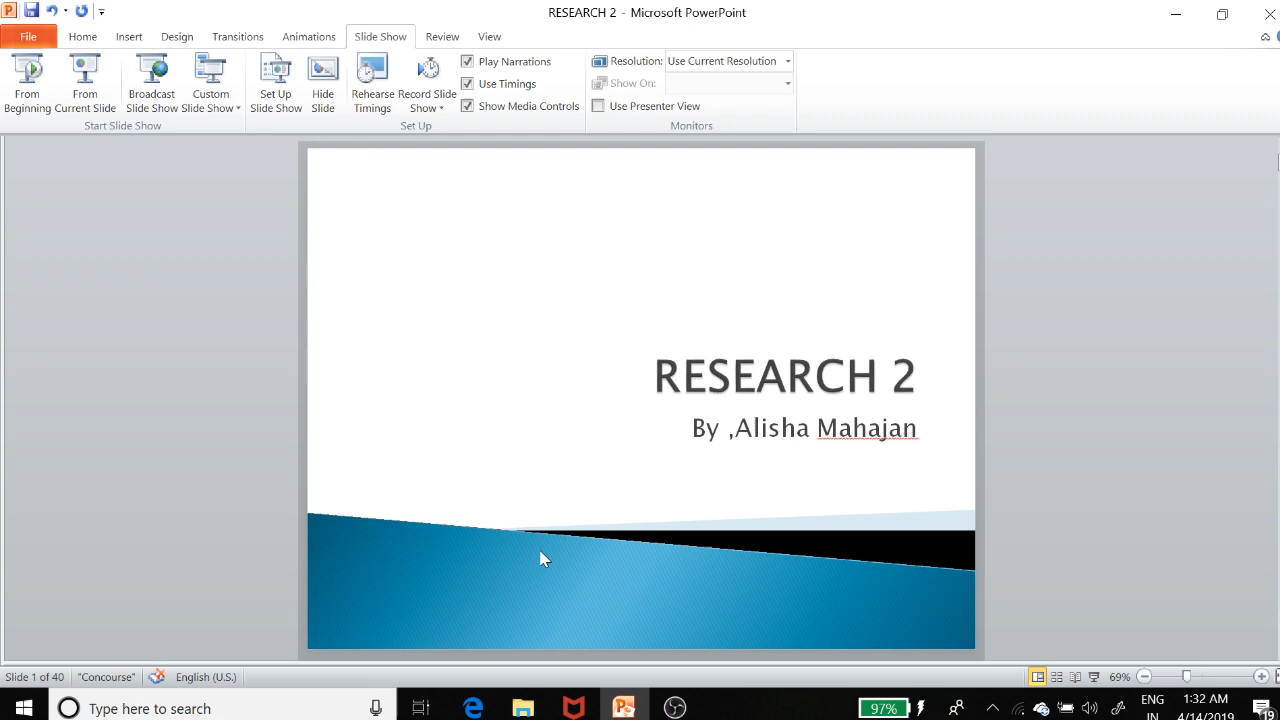 RESEARCH 2 - Microsoft PowerPoint
File Home Insert Design Transitions Animations Slide Show Review View
From Beginning
From Current Slide
Broadcast Slide Show
Custom Slide Show
Start Slide Show
Set Up Slide Show
Hide Slide
Rehearse Timings
Record Slide Show
Play Narrations
Use Timings
Show Media Controls
Set Up
Resolution: Use Current Resolution
Show On:
Use Presenter View
Monitors
RESEARCH 2
By ,Alisha Mahajan
Slide 1 of 40 "Concourse" English (U.S.) 69%
Type here to search
97%
ENG
IN
1:32 AM
4/14/2019